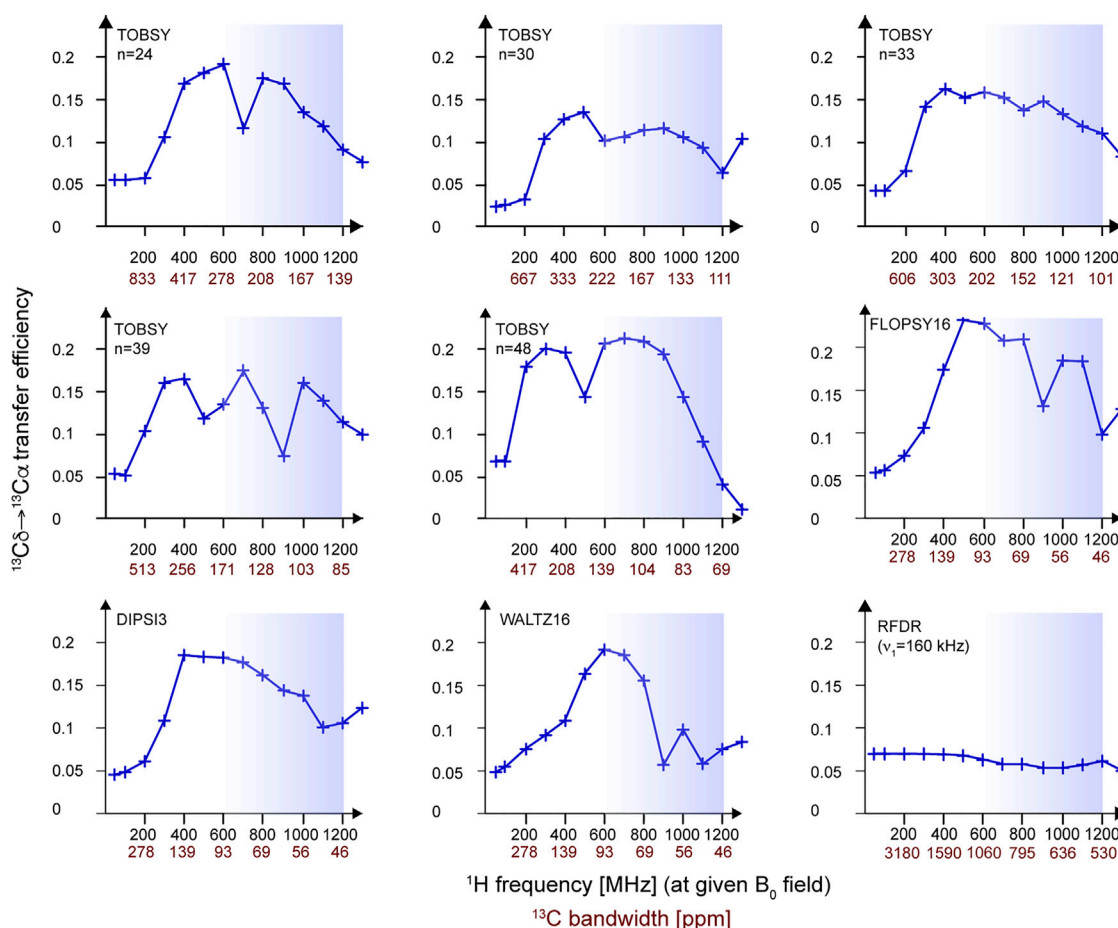 TOBSY
n=24
0.2
0.15
0.1
0.05
0
200 400 600 800 1000 1200
833 417 278 208 167 139
TOBSY
n=30
0.2
0.15
0.1
0.05
0
200 400 600 800 1000 1200
667 333 222 167 133 111
TOBSY
n=33
0.2
0.15
0.1
0.05
0
200 400 600 800 1000 1200
606 303 202 152 121 101
¹³Cδ→¹³Cα transfer efficiency
TOBSY
n=39
0.2
0.15
0.1
0.05
0
200 400 600 800 1000 1200
513 256 171 128 103 85
TOBSY
n=48
0.2
0.15
0.1
0.05
0
200 400 600 800 1000 1200
417 208 139 104 83 69
FLOPSY16
0.2
0.15
0.1
0.05
0
200 400 600 800 1000 1200
278 139 93 69 56 46
DIPSI3
0.2
0.15
0.1
0.05
0
200 400 600 800 1000 1200
278 139 93 69 56 46
WALTZ16
0.2
0.15
0.1
0.05
0
200 400 600 800 1000 1200
278 139 93 69 56 46
RFDR
(ν₁=160 kHz)
0.2
0.15
0.1
0.05
0
200 400 600 800 1000 1200
3180 1590 1060 795 636 530
¹H frequency [MHz] (at given B₀ field)
¹³C bandwidth [ppm]